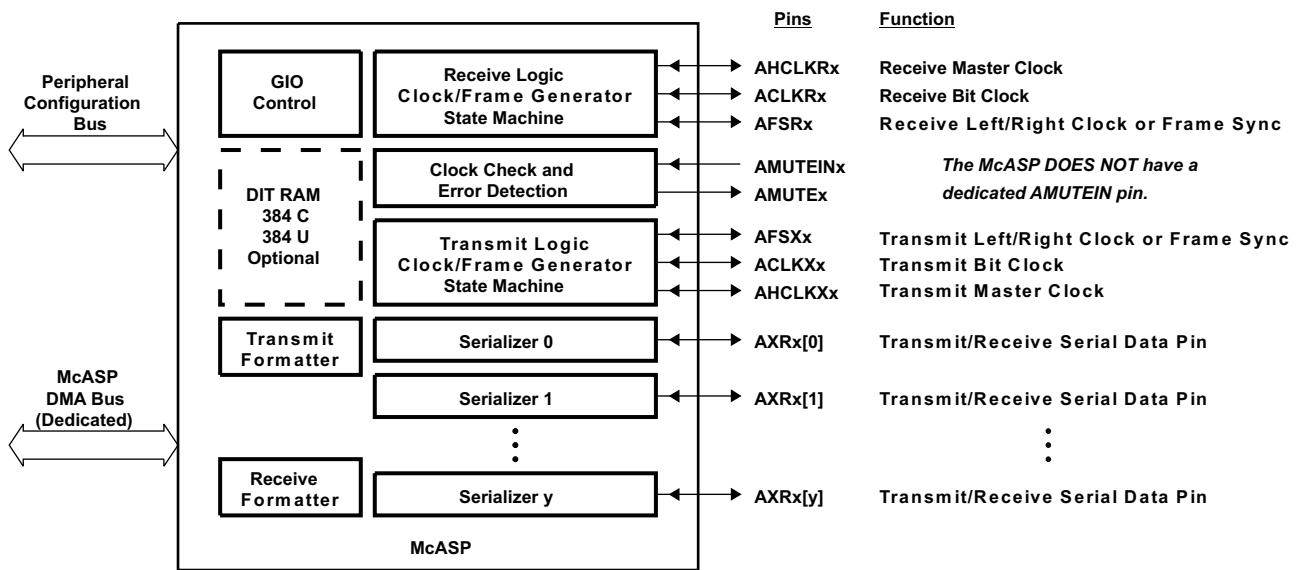 Pins Function
Peripheral
Configuration
Bus
McASP
DMA Bus
(Dedicated)
GIO
Control
DIT RAM
384 C
384 U
Optional
Transmit
Formatter
Receive
Formatter
Receive Logic
Clock/Frame Generator
State Machine
Clock Check and
Error Detection
Transmit Logic
Clock/Frame Generator
State Machine
Serializer 0
Serializer 1
Serializer y
McASP
AHCLKRx Receive Master Clock
ACLKRx Receive Bit Clock
AFSRx Receive Left/Right Clock or Frame Sync
AMUTEINx The McASP DOES NOT have a
AMUTEx dedicated AMUTEIN pin.
AFSXx Transmit Left/Right Clock or Frame Sync
ACLKXx Transmit Bit Clock
AHCLKXx Transmit Master Clock
AXRx[0] Transmit/Receive Serial Data Pin
AXRx[1] Transmit/Receive Serial Data Pin
AXRx[y] Transmit/Receive Serial Data Pin